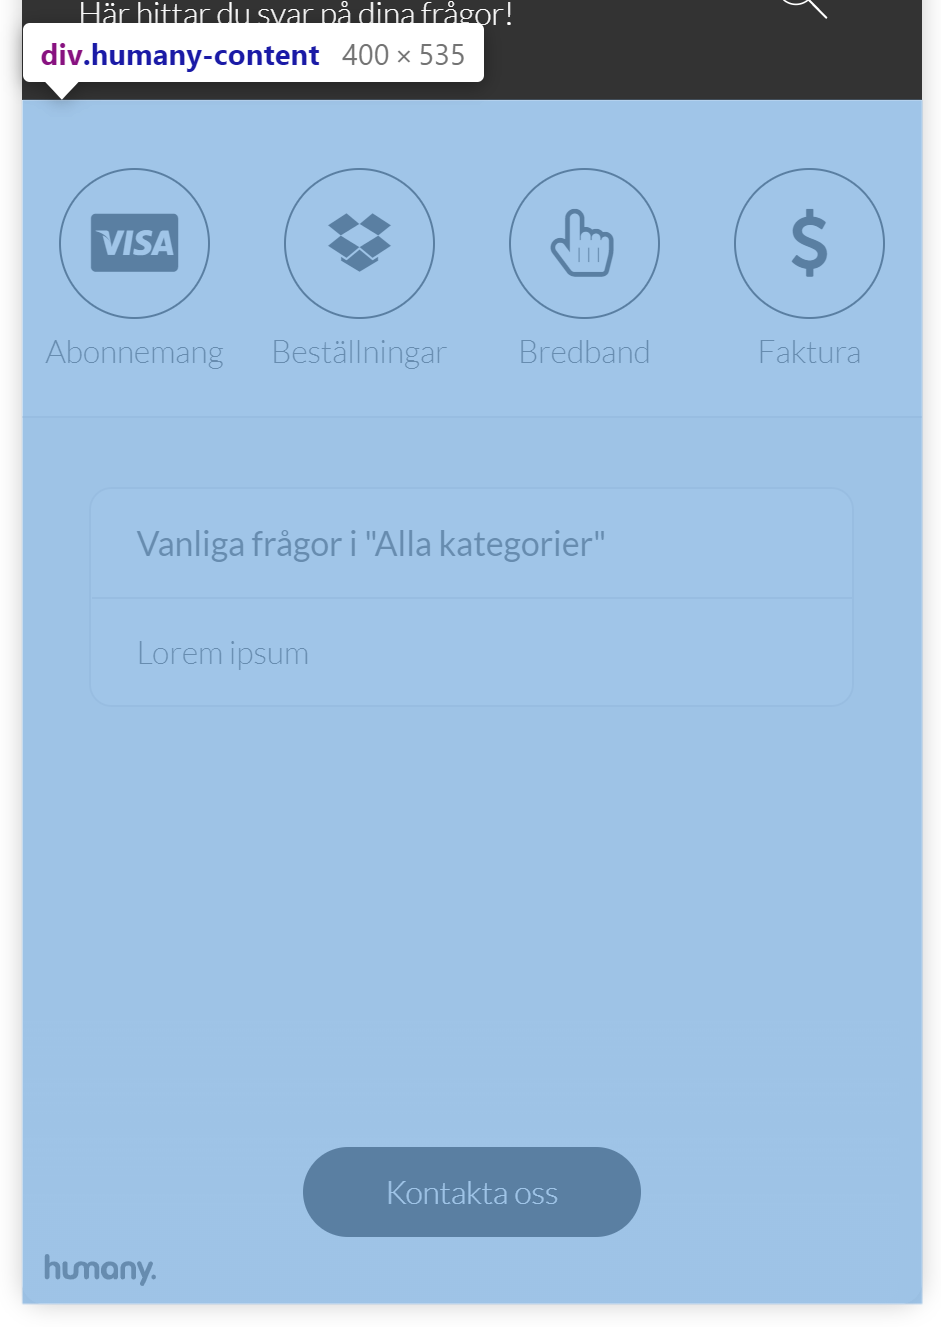 Här hittar du svar på dina frågor!
div.humany-content 400 × 535
VISA
Abonnemang Beställningar Bredband Faktura
Vanliga frågor i "Alla kategorier"
Lorem ipsum
Kontakta oss
humany.